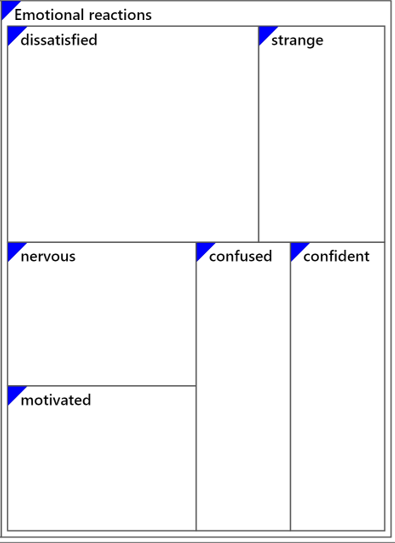 Emotional reactions
dissatisfied
strange
nervous
confused
confident
motivated